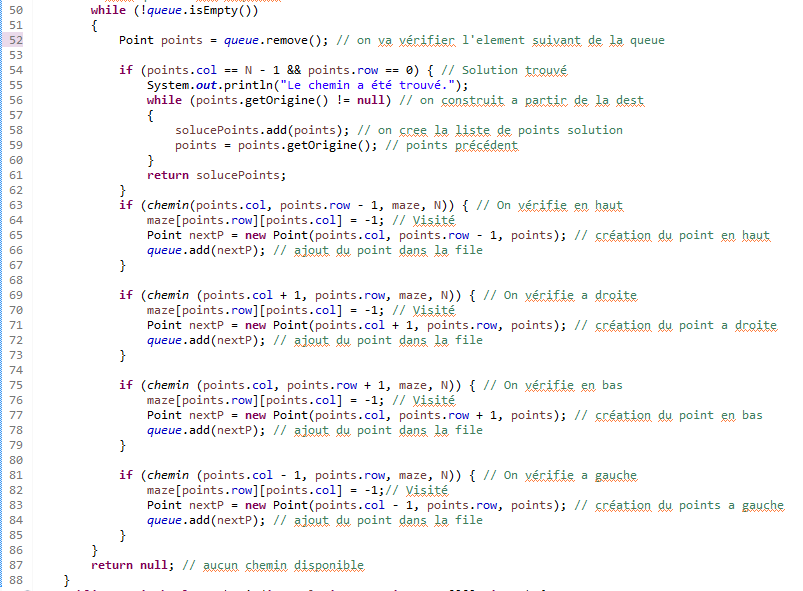 50 while (!queue.isEmpty())
51 {
52 Point points = queue.remove(); // on va vérifier l'element suivant de la queue
53
54 if (points.col == N - 1 && points.row == 0) { // Solution trouvé
55 System.out.println("Le chemin a été trouvé.");
56 while (points.getOrigine() != null) // on construit a partir de la dest
57 {
58 solucePoints.add(points); // on cree la liste de points solution
59 points = points.getOrigine(); // points précédent
60 }
61 return solucePoints;
62 }
63 if (chemin(points.col, points.row - 1, maze, N)) { // On vérifie en haut
64 maze[points.row][points.col] = -1; // Visité
65 Point nextP = new Point(points.col, points.row - 1, points); // création du point en haut
66 queue.add(nextP); // ajout du point dans la file
67 }
68
69 if (chemin (points.col + 1, points.row, maze, N)) { // On vérifie a droite
70 maze[points.row][points.col] = -1; // Visité
71 Point nextP = new Point(points.col + 1, points.row, points); // création du point a droite
72 queue.add(nextP); // ajout du point dans la file
73 }
74
75 if (chemin (points.col, points.row + 1, maze, N)) { // On vérifie en bas
76 maze[points.row][points.col] = -1; // Visité
77 Point nextP = new Point(points.col, points.row + 1, points); // création du point en bas
78 queue.add(nextP); // ajout du point dans la file
79 }
80
81 if (chemin (points.col - 1, points.row, maze, N)) { // On vérifie a gauche
82 maze[points.row][points.col] = -1;// Visité
83 Point nextP = new Point(points.col - 1, points.row, points); // création du points a gauche
84 queue.add(nextP); // ajout du point dans la file
85 }
86 }
87 return null; // aucun chemin disponible
88 }